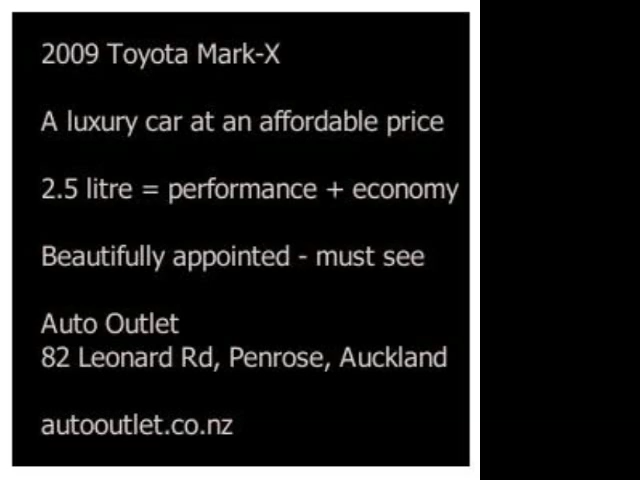 2009 Toyota Mark-X
A luxury car at an affordable price
2.5 litre = performance + economy
Beautifully appointed - must see
Auto Outlet
82 Leonard Rd, Penrose, Auckland
autooutlet.co.nz